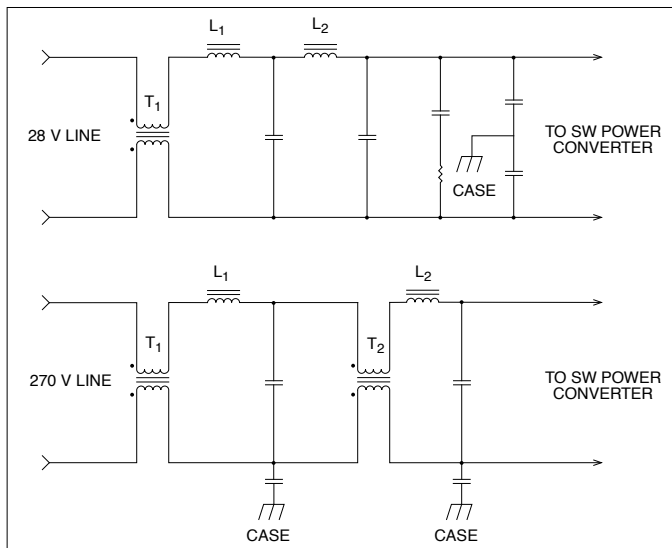 L1
L2
T1
28 V LINE
CASE
TO SW POWER
CONVERTER
L1
L2
T1
T2
270 V LINE
TO SW POWER
CONVERTER
CASE
CASE